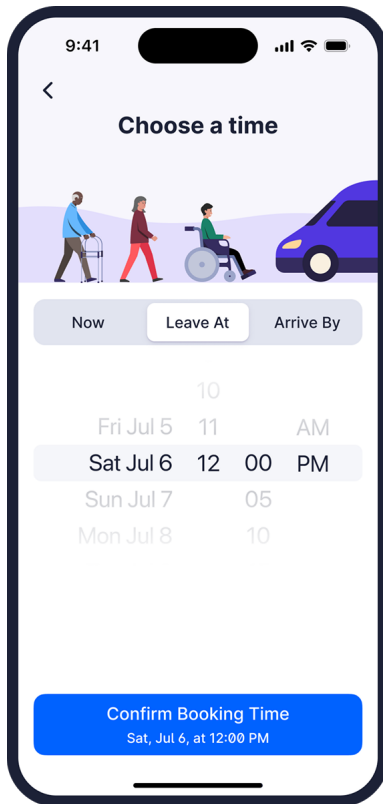 9:41
Choose a time
Now Leave At Arrive By
10
Fri Jul 5 11 AM
Sat Jul 6 12 00 PM
Sun Jul 7 05
Mon Jul 8 10
Confirm Booking Time
Sat, Jul 6, at 12:00 PM